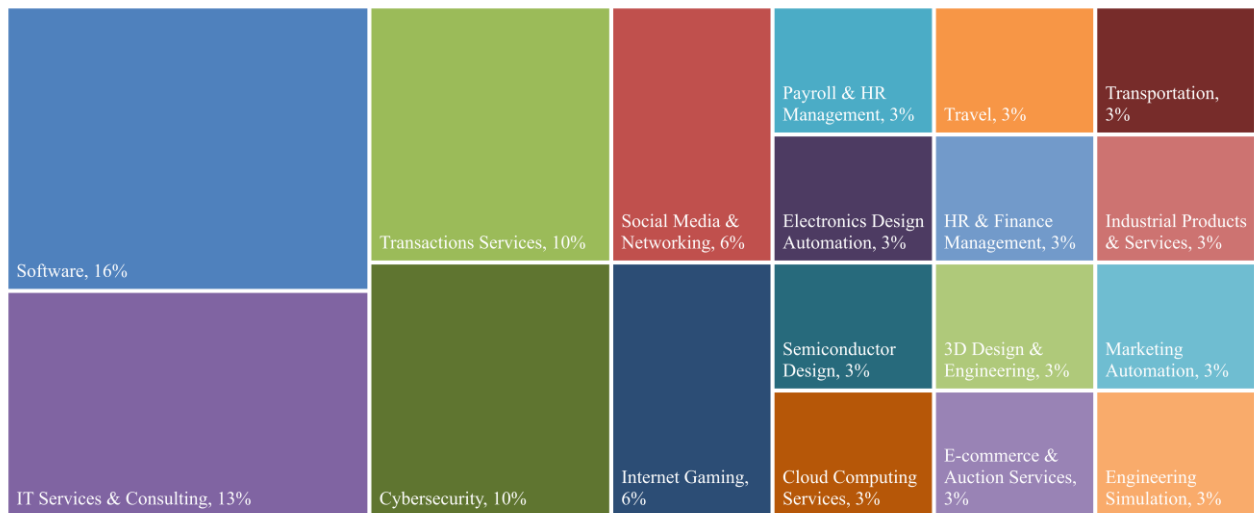 Software, 16%
IT Services & Consulting, 13%
Transactions Services, 10%
Cybersecurity, 10%
Social Media &
Networking, 6%
Internet Gaming,
6%
Payroll & HR
Management, 3%
Travel, 3%
Transportation,
3%
Electronics Design
Automation, 3%
HR & Finance
Management, 3%
Industrial Products
& Services, 3%
Semiconductor
Design, 3%
3D Design &
Engineering, 3%
Marketing
Automation, 3%
Cloud Computing
Services, 3%
E-commerce &
Auction Services,
3%
Engineering
Simulation, 3%